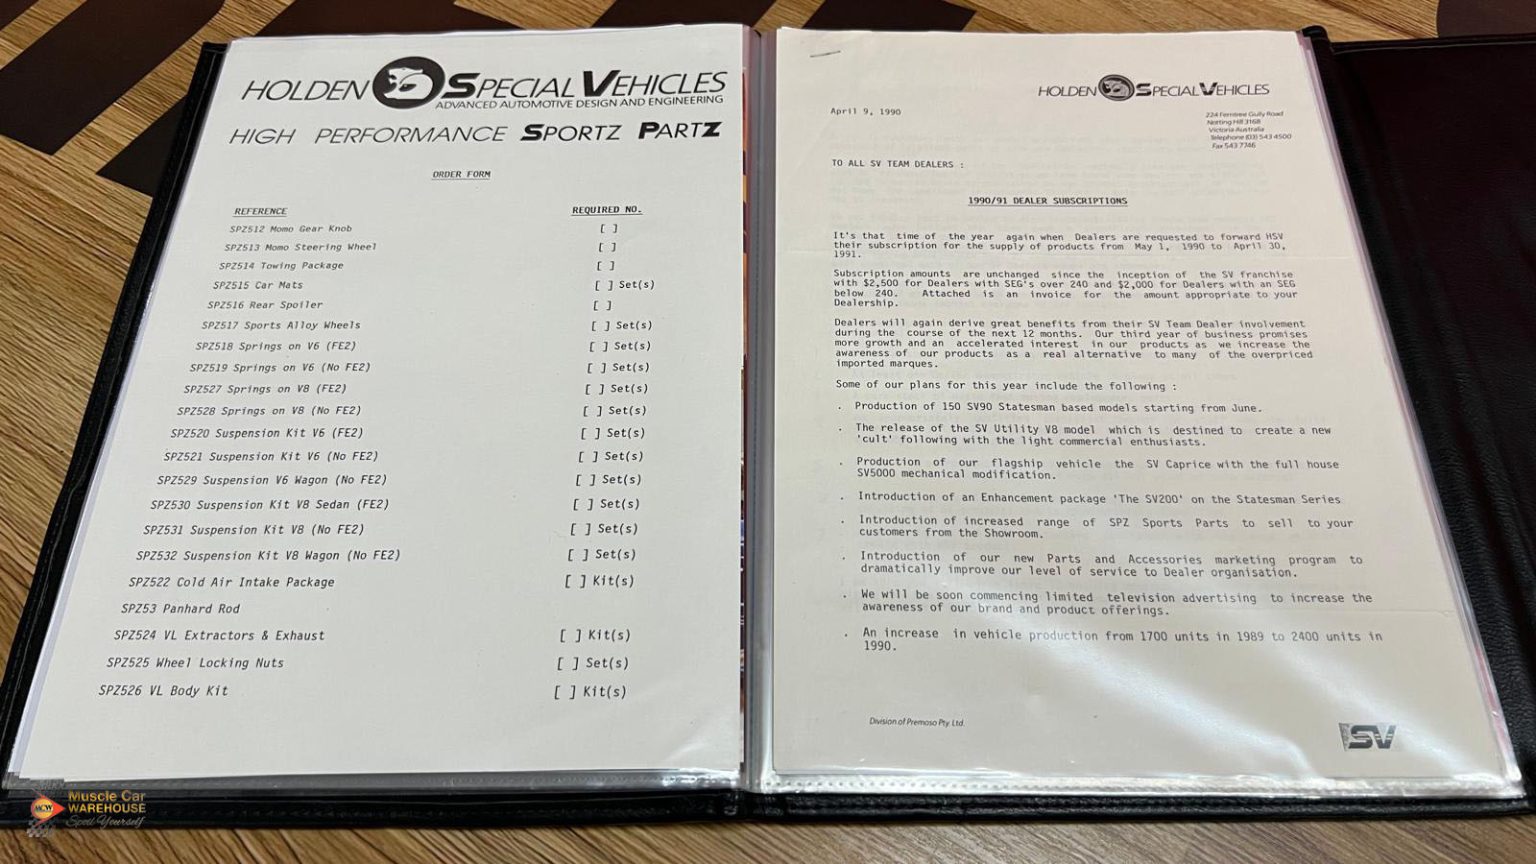 HOLDEN SPECIAL VEHICLES
ADVANCED AUTOMOTIVE DESIGN AND ENGINEERING
HIGH PERFORMANCE SPORTZ PARTZ
ORDER FORM
REFERENCE REQUIRED NO.
SPZ512 Momo Gear Knob [ ]
SPZ513 Momo Steering Wheel [ ]
SPZ514 Towing Package [ ]
SPZ515 Car Mats [ ] Set(s)
SPZ516 Rear Spoiler [ ]
SPZ517 Sports Alloy Wheels [ ] Set(s)
SPZ518 Springs on V6 (FE2) [ ] Set(s)
SPZ519 Springs on V6 (No FE2) [ ] Set(s)
SPZ527 Springs on V8 (FE2) [ ] Set(s)
SPZ528 Springs on V8 (No FE2) [ ] Set(s)
SPZ520 Suspension Kit V6 (FE2) [ ] Set(s)
SPZ521 Suspension Kit V6 (No FE2) [ ] Set(s)
SPZ529 Suspension V6 Wagon (No FE2) [ ] Set(s)
SPZ530 Suspension Kit V8 Sedan (FE2) [ ] Set(s)
SPZ531 Suspension Kit V8 (No FE2) [ ] Set(s)
SPZ532 Suspension Kit V8 Wagon (No FE2) [ ] Set(s)
SPZ522 Cold Air Intake Package [ ] Kit(s)
SPZ53 Panhard Rod
SPZ524 VL Extractors & Exhaust [ ] Kit(s)
SPZ525 Wheel Locking Nuts [ ] Set(s)
SPZ526 VL Body Kit [ ] Kit(s)
HOLDEN SPECIAL VEHICLES
April 9, 1990
224 Ferntree Gully Road
Notting Hill 3168
Victoria Australia
Telephone (03) 543 4500
Fax 543 7746
TO ALL SV TEAM DEALERS :
1990/91 DEALER SUBSCRIPTIONS
It's that time of the year again when Dealers are requested to forward HSV
their subscription for the supply of products from May 1, 1990 to April 30,
1991.
Subscription amounts are unchanged since the inception of the SV franchise
with $2,500 for Dealers with SEG's over 240 and $2,000 for Dealers with an SEG
below 240. Attached is an invoice for the amount appropriate to your
Dealership.
Dealers will again derive great benefits from their SV Team Dealer involvement
during the course of the next 12 months. Our third year of business promises
more growth and an accelerated interest in our products as we increase the
awareness of our products as a real alternative to many of the overpriced
imported marques.
Some of our plans for this year include the following :
. Production of 150 SV90 Statesman based models starting from June.
. The release of the SV Utility V8 model which is destined to create a new
'cult' following with the light commercial enthusiasts.
. Production of our flagship vehicle the SV Caprice with the full house
SV5000 mechanical modification.
. Introduction of an Enhancement package 'The SV200' on the Statesman Series
. Introduction of increased range of SPZ Sports Parts to sell to your
customers from the Showroom.
. Introduction of our new Parts and Accessories marketing program to
dramatically improve our level of service to Dealer organisation.
. We will be soon commencing limited television advertising to increase the
awareness of our brand and product offerings.
. An increase in vehicle production from 1700 units in 1989 to 2400 units in
1990.
Division of Premoso Pty. Ltd.
SV
MCW
Muscle Car
WAREHOUSE
Spoil Yourself